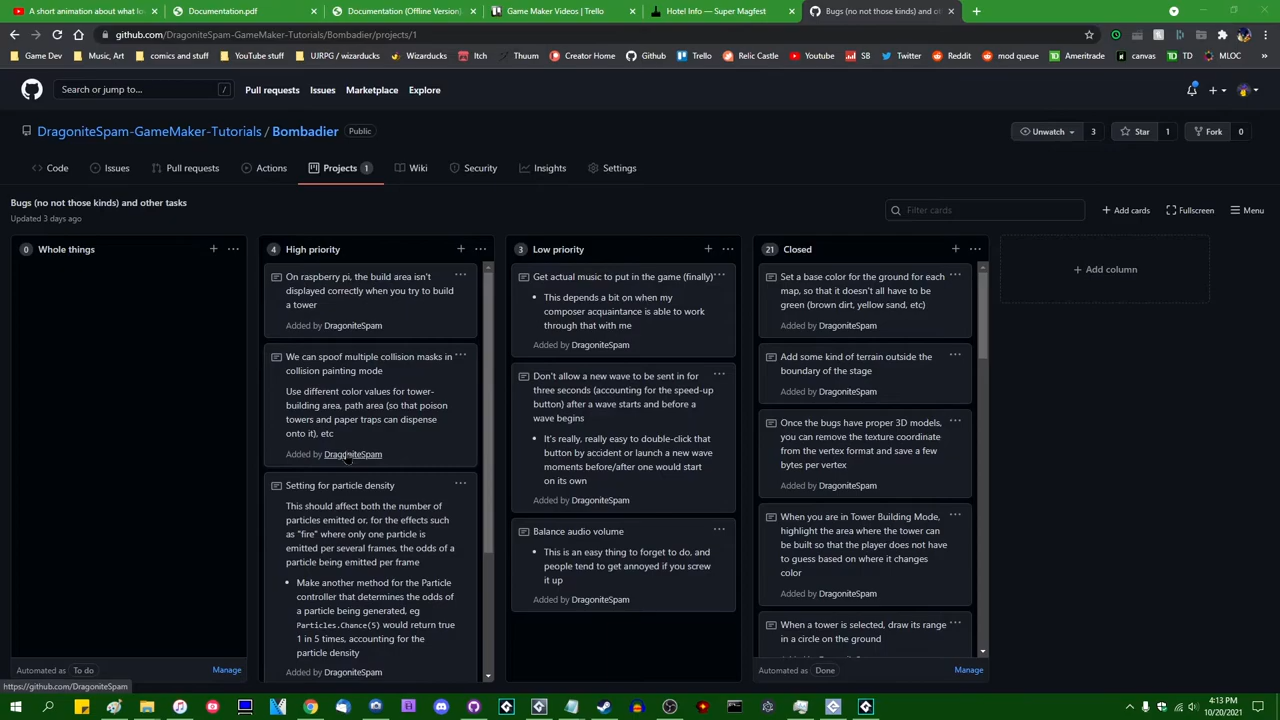 A short animation about what lo
Documentation.pdf
Documentation (Offline Version)
Game Maker Videos | Trello
Hotel Info — Super Magfest
Bugs (no not those kinds) and ot
github.com/DragoniteSpam-GameMaker-Tutorials/Bombadier/projects/1
Game Dev
Music, Art
comics and stuff
YouTube stuff
UJRPG / wizarducks
Wizarducks
Itch
Thuum
Creator Home
Github
Trello
Relic Castle
Youtube
SB
Twitter
Reddit
mod queue
Ameritrade
canvas
TD
MLOC
»
Search or jump to...
/
Pull requests
Issues
Marketplace
Explore
DragoniteSpam-GameMaker-Tutorials / Bombadier
Public
Unwatch
3
Star
1
Fork
0
Code
Issues
Pull requests
Actions
Projects
1
Wiki
Security
Insights
Settings
Bugs (no not those kinds) and other tasks
Updated 3 days ago
Filter cards
Add cards
Fullscreen
Menu
0 Whole things
Automated as To do
Manage
4 High priority
On raspberry pi, the build area isn't
displayed correctly when you try to build
a tower
Added by DragoniteSpam
We can spoof multiple collision masks in
collision painting mode
Use different color values for tower-
building area, path area (so that poison
towers and paper traps can dispense
onto it), etc
Added by DragoniteSpam
Setting for particle density
This should affect both the number of
particles emitted or, for the effects such
as "fire" where only one particle is
emitted per several frames, the odds of a
particle being emitted per frame
Make another method for the Particle
controller that determines the odds of
a particle being generated, eg
Particles.Chance(5) would return true
1 in 5 times, accounting for the
particle density
Added by DragoniteSpam
3 Low priority
Get actual music to put in the game (finally)
This depends a bit on when my
composer acquaintance is able to work
through that with me
Added by DragoniteSpam
Don't allow a new wave to be sent in for
three seconds (accounting for the speed-up
button) after a wave starts and before a
wave begins
It's really, really easy to double-click that
button by accident or launch a new wave
moments before/after one would start
on its own
Added by DragoniteSpam
Balance audio volume
This is an easy thing to forget to do, and
people tend to get annoyed if you screw
it up
Added by DragoniteSpam
21 Closed
Set a base color for the ground for each
map, so that it doesn't all have to be
green (brown dirt, yellow sand, etc)
Added by DragoniteSpam
Add some kind of terrain outside the
boundary of the stage
Added by DragoniteSpam
Once the bugs have proper 3D models,
you can remove the texture coordinate
from the vertex format and save a few
bytes per vertex
Added by DragoniteSpam
When you are in Tower Building Mode,
highlight the area where the tower can
be built so that the player does not have
to guess based on where it changes
color
Added by DragoniteSpam
When a tower is selected, draw its range
in a circle on the ground
Automated as Done
Manage
Add column
https://github.com/DragoniteSpam
4:13 PM
10/20/2021